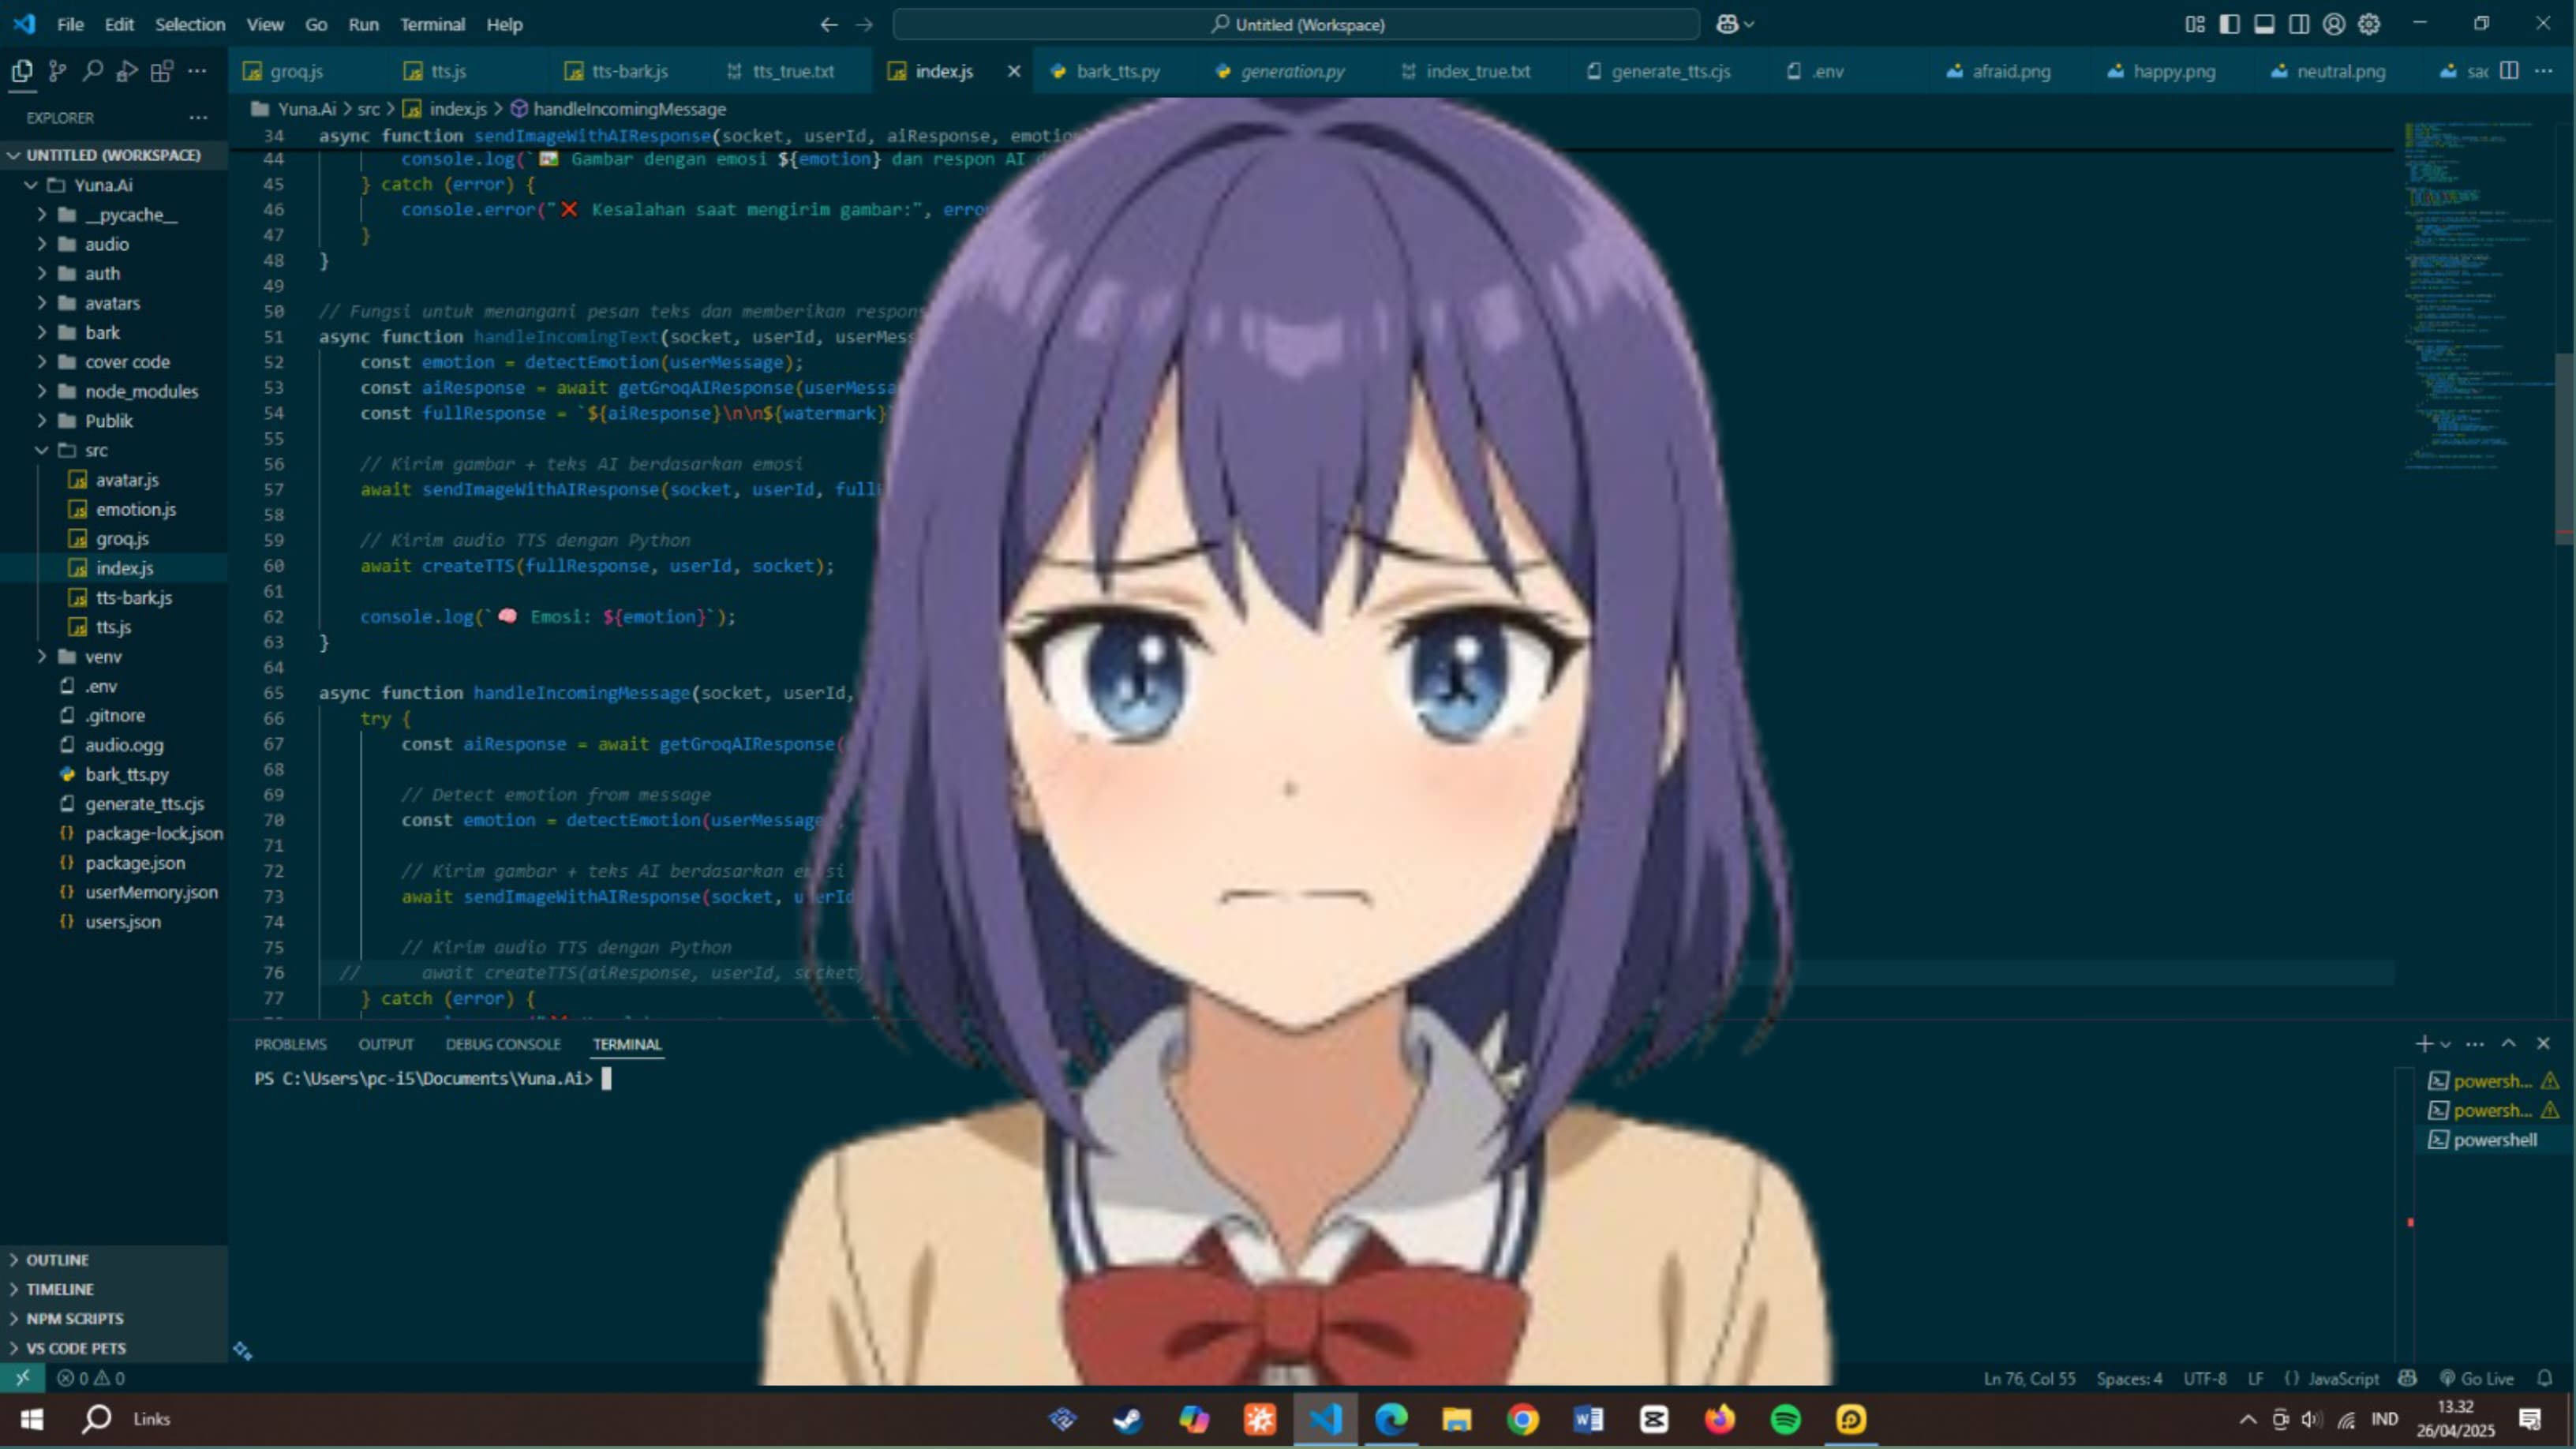 File Edit Selection View Go Run Terminal Help
Untitled (Workspace)
groq.js tts.js tts-bark.js tts_true.txt index.js bark_tts.py generation.py index_true.txt generate_tts.cjs .env afraid.png happy.png neutral.png sac
EXPLORER
UNTITLED (WORKSPACE)
Yuna.Ai
__pycache__
audio
auth
avatars
bark
cover code
node_modules
Publik
src
avatar.js
emotion.js
groq.js
index.js
tts-bark.js
tts.js
venv
.env
.gitnore
audio.ogg
bark_tts.py
generate_tts.cjs
package-lock.json
package.json
userMemory.json
users.json
OUTLINE
TIMELINE
NPM SCRIPTS
VS CODE PETS
Yuna.Ai > src > index.js > handleIncomingMessage
34 async function sendImageWithAIResponse(socket, userId, aiResponse, emotio
44 console.log(`🖼️ Gambar dengan emosi ${emotion} dan respon AI d
45 } catch (error) {
46 console.error("❌ Kesalahan saat mengirim gambar:", erro
47 }
48 }
49
50 // Fungsi untuk menangani pesan teks dan memberikan respons
51 async function handleIncomingText(socket, userId, userMess
52 const emotion = detectEmotion(userMessage);
53 const aiResponse = await getGroqAIResponse(userMessa
54 const fullResponse = `${aiResponse}\n\n${watermark}`
55
56 // Kirim gambar + teks AI berdasarkan emosi
57 await sendImageWithAIResponse(socket, userId, full
58
59 // Kirim audio TTS dengan Python
60 await createTTS(fullResponse, userId, socket);
61
62 console.log(`🧠 Emosi: ${emotion}`);
63 }
64
65 async function handleIncomingMessage(socket, userId,
66 try {
67 const aiResponse = await getGroqAIResponse(
68
69 // Detect emotion from message
70 const emotion = detectEmotion(userMessage
71
72 // Kirim gambar + teks AI berdasarkan emosi
73 await sendImageWithAIResponse(socket, userId
74
75 // Kirim audio TTS dengan Python
76 // await createTTS(aiResponse, userId, socket)
77 } catch (error) {
PROBLEMS OUTPUT DEBUG CONSOLE TERMINAL
PS C:\Users\pc-i5\Documents\Yuna.Ai>
powersh...
powersh...
powershell
0 0 Ln 76, Col 55 Spaces: 4 UTF-8 LF {} JavaScript Go Live
Links IND 13.32
26/04/2025